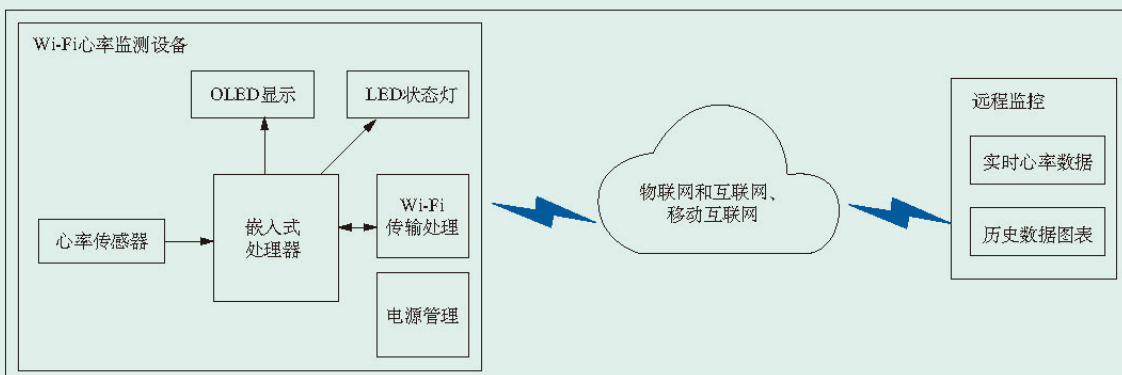 Wi-Fi心率监测设备
OLED显示
LED状态灯
心率传感器
嵌入式
处理器
Wi-Fi
传输处理
电源管理
物联网和互联网、
移动互联网
远程监控
实时心率数据
历史数据图表